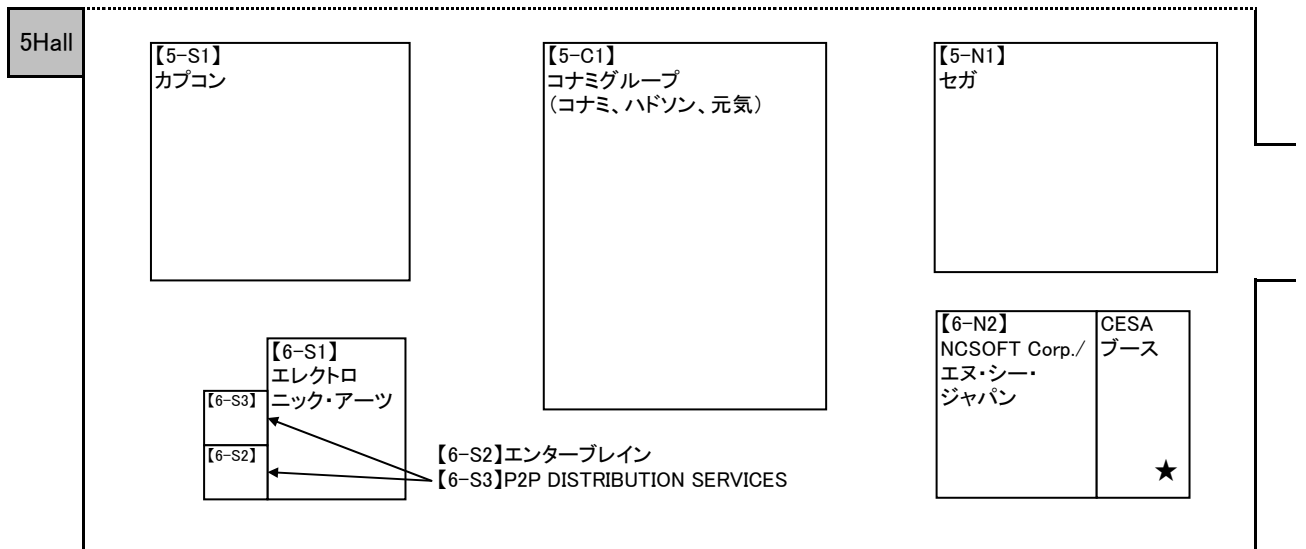 5Hall
【5-S1】
カプコン
【5-C1】
コナミグループ
（コナミ、ハドソン、元気）
【5-N1】
セガ
【6-S1】
エレクトロ
ニック・アーツ
【6-S3】
【6-S2】
【6-S2】エンターブレイン
【6-S3】P2P DISTRIBUTION SERVICES
【6-N2】
NCSOFT Corp./
エヌ・シー・
ジャパン
CESA
ブース
★